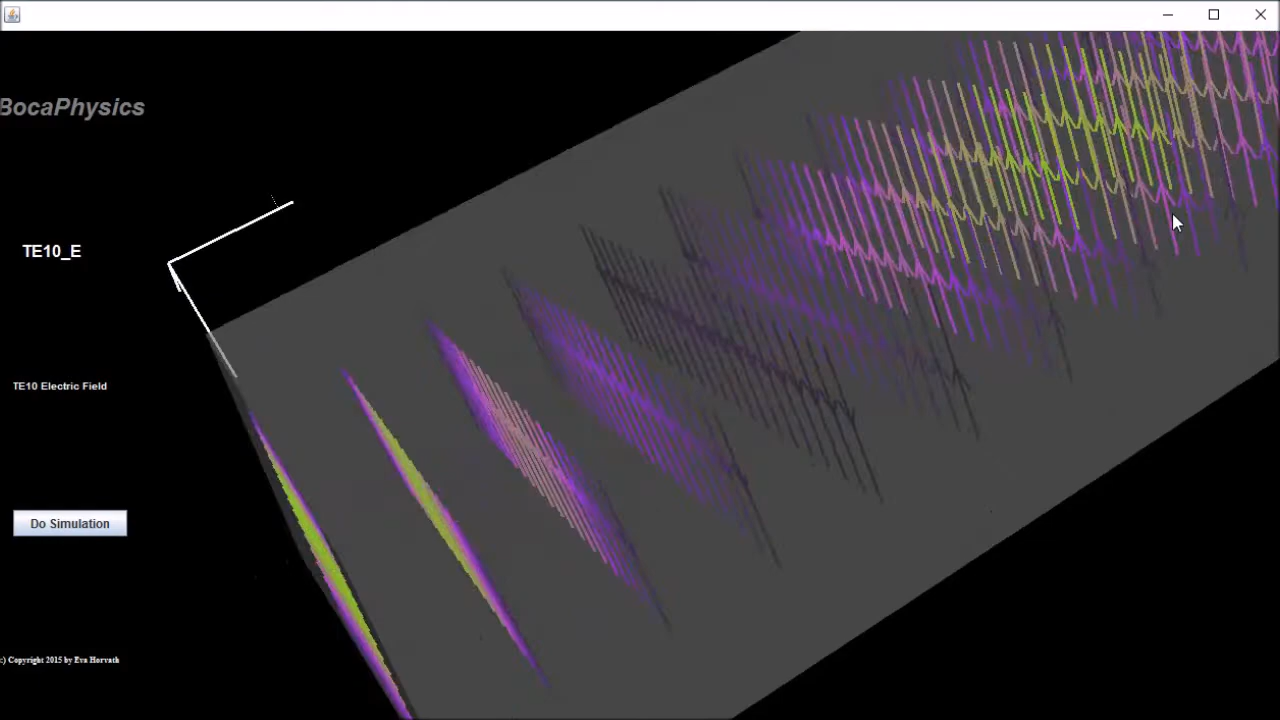 BocaPhysics
TE10_E
TE10 Electric Field
Do Simulation
:) Copyright 2015 by Eva Horvath